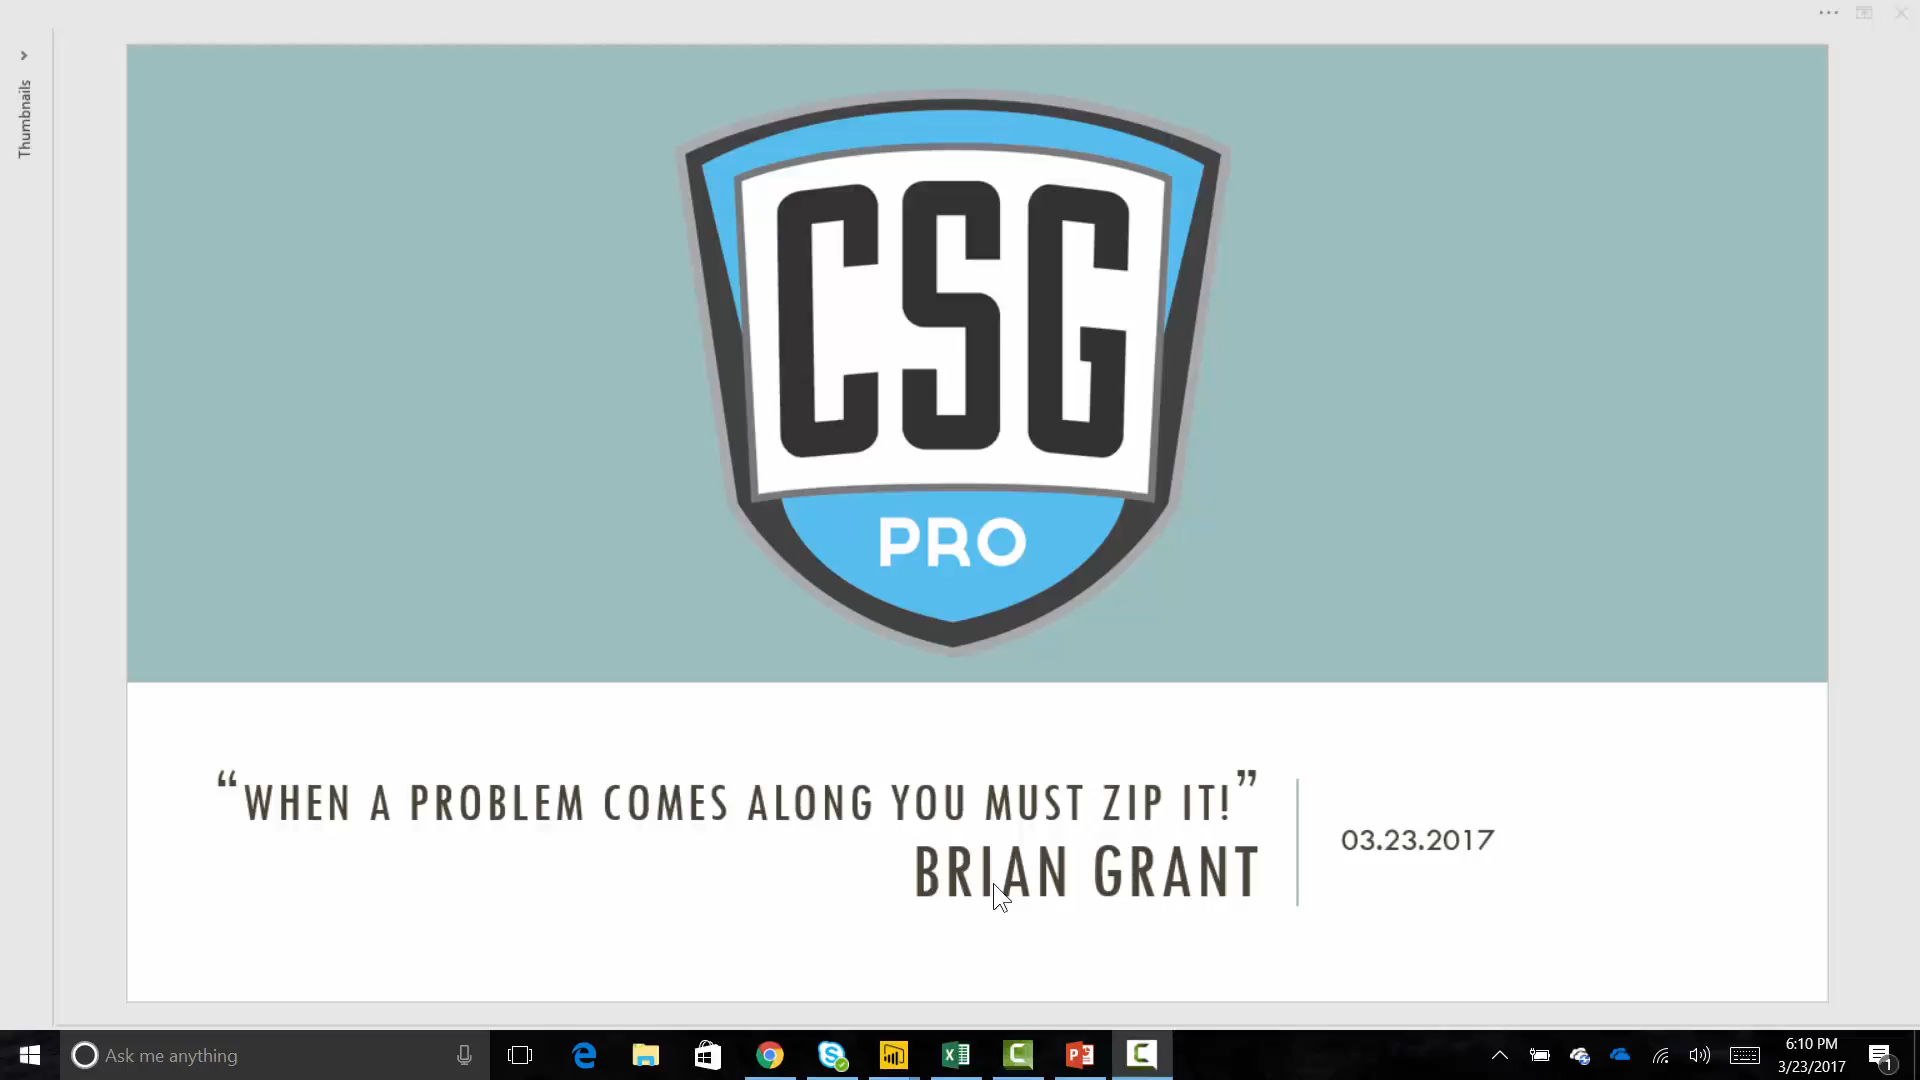 Thumbnails
CSG
PRO
“WHEN A PROBLEM COMES ALONG YOU MUST ZIP IT!”
BRIAN GRANT
03.23.2017
Ask me anything
6:10 PM
3/23/2017
1